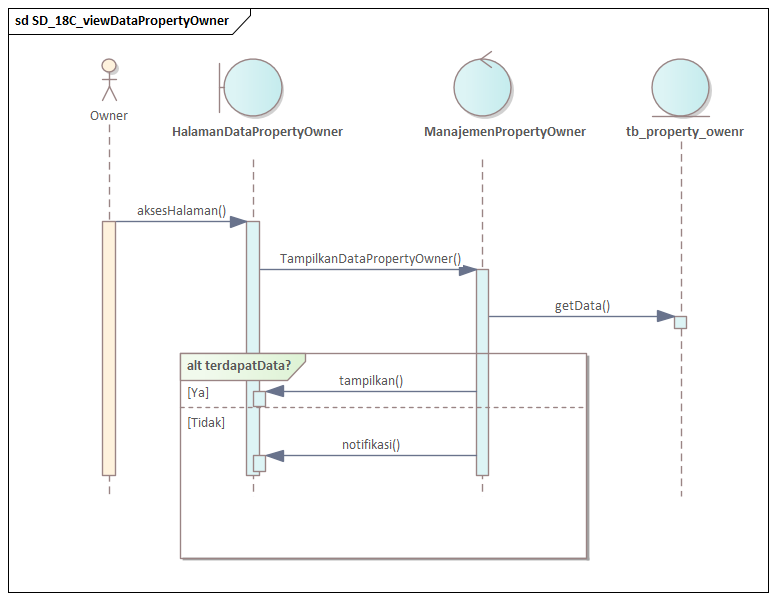 sd SD_18C_viewDataPropertyOwner
Owner
HalamanDataPropertyOwner
ManajemenPropertyOwner
tb_property_owenr
aksesHalaman()
TampilkanDataPropertyOwner()
getData()
alt terdapatData?
tampilkan()
[Ya]
[Tidak]
notifikasi()